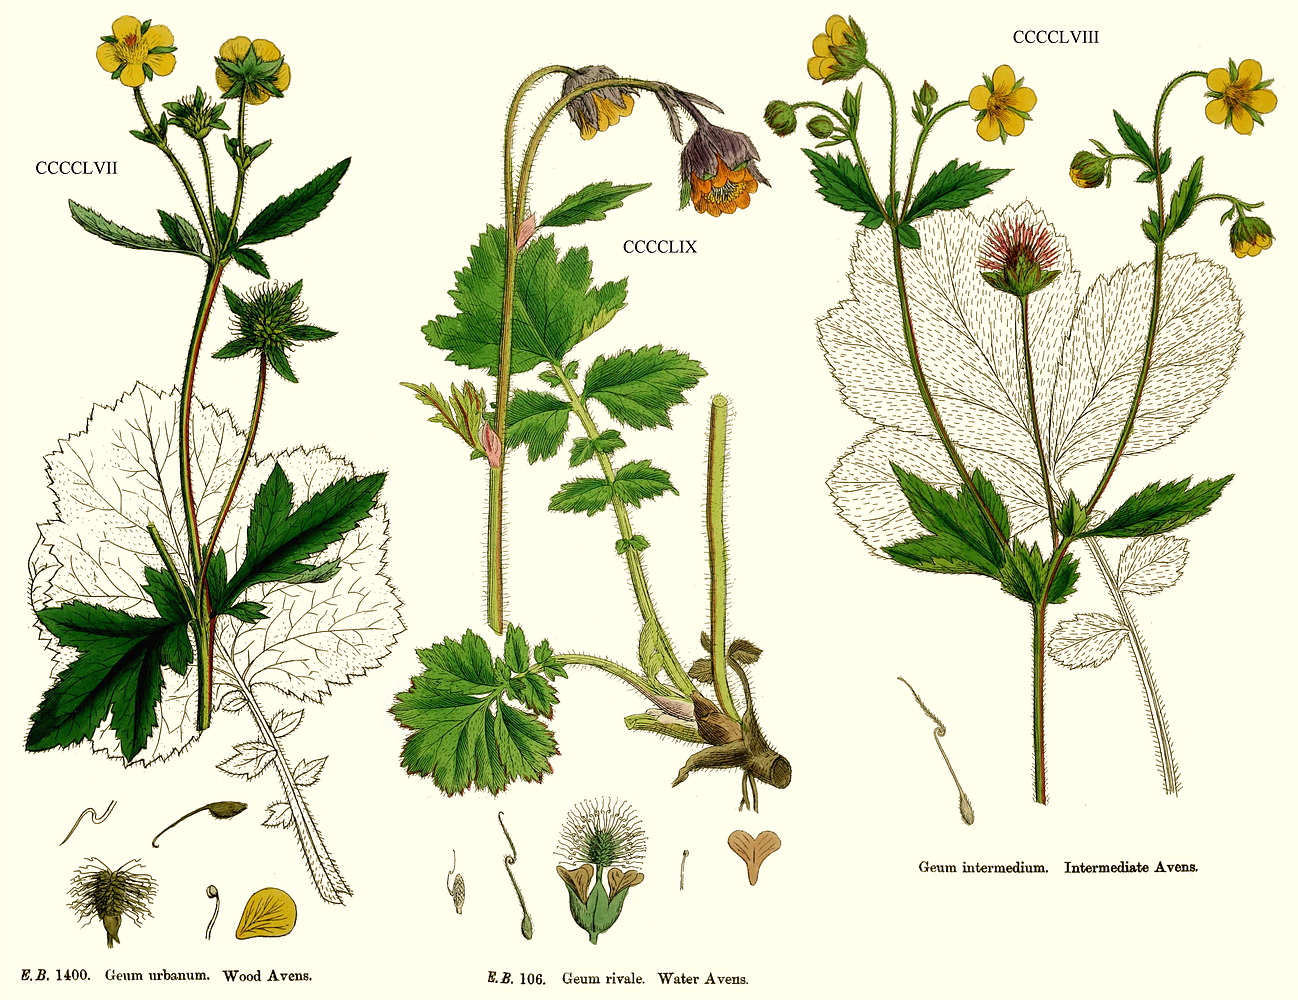 CCCCLVII
CCCCLIX
CCCCLVIII
E.B. 1400. Geum urbanum. Wood Avens.
E.B. 106. Geum rivale. Water Avens.
Geum intermedium. Intermediate Avens.